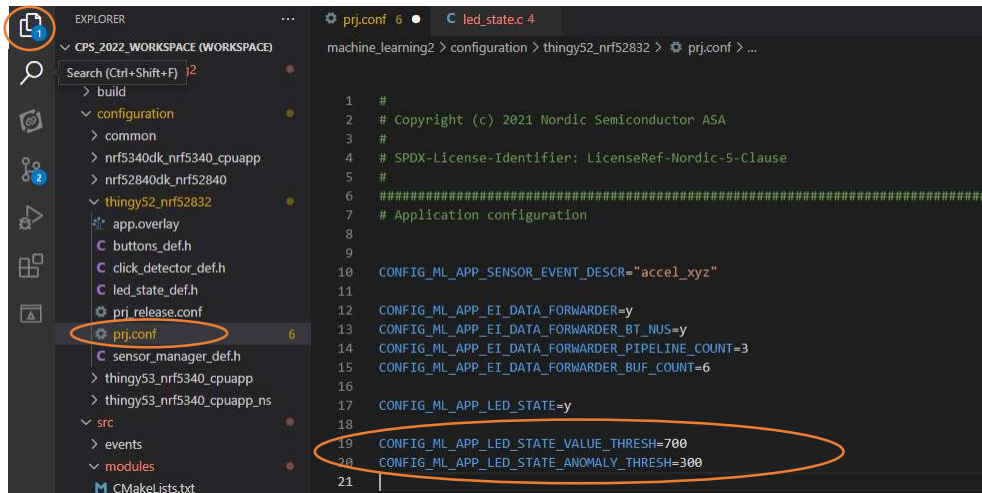 EXPLORER
CPS_2022_WORKSPACE (WORKSPACE)
g2
Search (Ctrl+Shift+F)
build
configuration
common
nrf5340dk_nrf5340_cpuapp
nrf52840dk_nrf52840
thingy52_nrf52832
app.overlay
C buttons_def.h
C click_detector_def.h
C led_state_def.h
prj_release.conf
prj.conf 6
C sensor_manager_def.h
thingy53_nrf5340_cpuapp
thingy53_nrf5340_cpuapp_ns
src
events
modules
M CMakeLists.txt
1
2
prj.conf 6 C led_state.c 4
machine_learning2 > configuration > thingy52_nrf52832 > prj.conf > ...
1 #
2 # Copyright (c) 2021 Nordic Semiconductor ASA
3 #
4 # SPDX-License-Identifier: LicenseRef-Nordic-5-Clause
5 #
6 ################################################################################
7 # Application configuration
8
9
10 CONFIG_ML_APP_SENSOR_EVENT_DESCR="accel_xyz"
11
12 CONFIG_ML_APP_EI_DATA_FORWARDER=y
13 CONFIG_ML_APP_EI_DATA_FORWARDER_BT_NUS=y
14 CONFIG_ML_APP_EI_DATA_FORWARDER_PIPELINE_COUNT=3
15 CONFIG_ML_APP_EI_DATA_FORWARDER_BUF_COUNT=6
16
17 CONFIG_ML_APP_LED_STATE=y
18
19 CONFIG_ML_APP_LED_STATE_VALUE_THRESH=700
20 CONFIG_ML_APP_LED_STATE_ANOMALY_THRESH=300
21